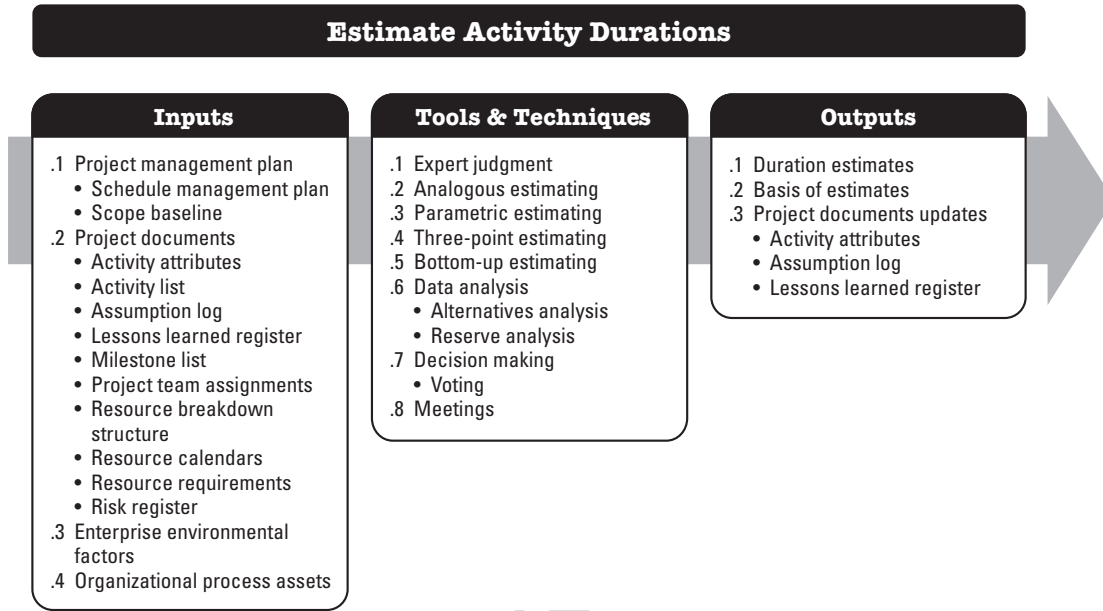 Estimate Activity Durations
Inputs
.1 Project management plan
• Schedule management plan
• Scope baseline
.2 Project documents
• Activity attributes
• Activity list
• Assumption log
• Lessons learned register
• Milestone list
• Project team assignments
• Resource breakdown
structure
• Resource calendars
• Resource requirements
• Risk register
.3 Enterprise environmental
factors
.4 Organizational process assets
Tools & Techniques
.1 Expert judgment
.2 Analogous estimating
.3 Parametric estimating
.4 Three-point estimating
.5 Bottom-up estimating
.6 Data analysis
• Alternatives analysis
• Reserve analysis
.7 Decision making
• Voting
.8 Meetings
Outputs
.1 Duration estimates
.2 Basis of estimates
.3 Project documents updates
• Activity attributes
• Assumption log
• Lessons learned register